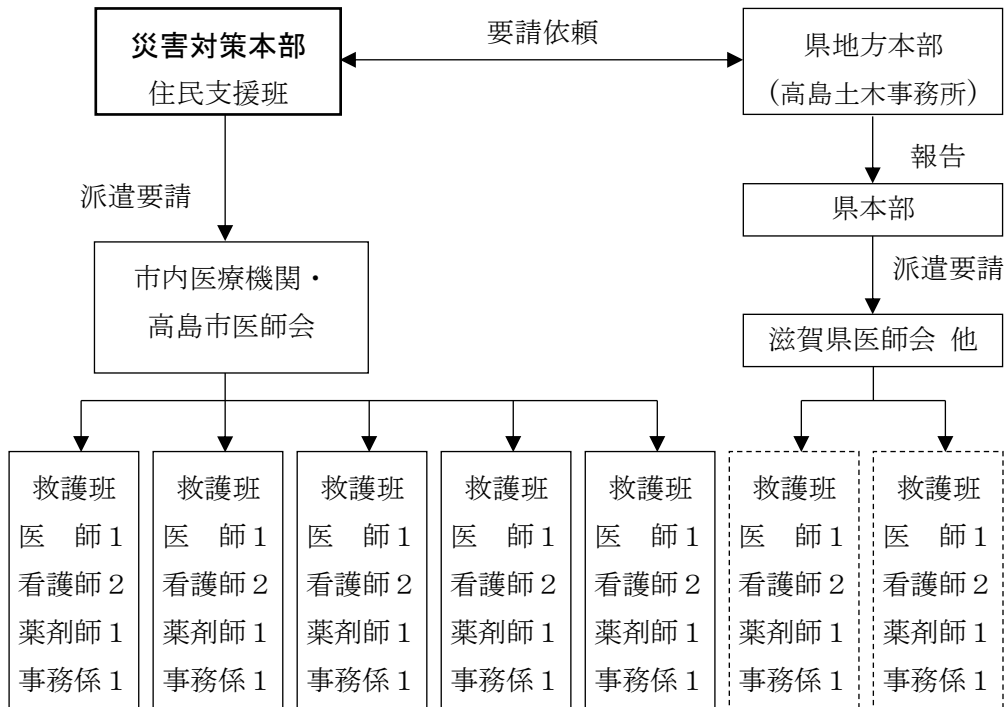 災害対策本部
住民支援班
要請依頼
県地方本部
(高島土木事務所)
報告
派遣要請
県本部
市内医療機関・
高島市医師会
派遣要請
滋賀県医師会 他
救護班
医 師1
看護師2
薬剤師1
事務係1
救護班
医 師1
看護師2
薬剤師1
事務係1
救護班
医 師1
看護師2
薬剤師1
事務係1
救護班
医 師1
看護師2
薬剤師1
事務係1
救護班
医 師1
看護師2
薬剤師1
事務係1
救護班
医 師1
看護師2
薬剤師1
事務係1
救護班
医 師1
看護師2
薬剤師1
事務係1